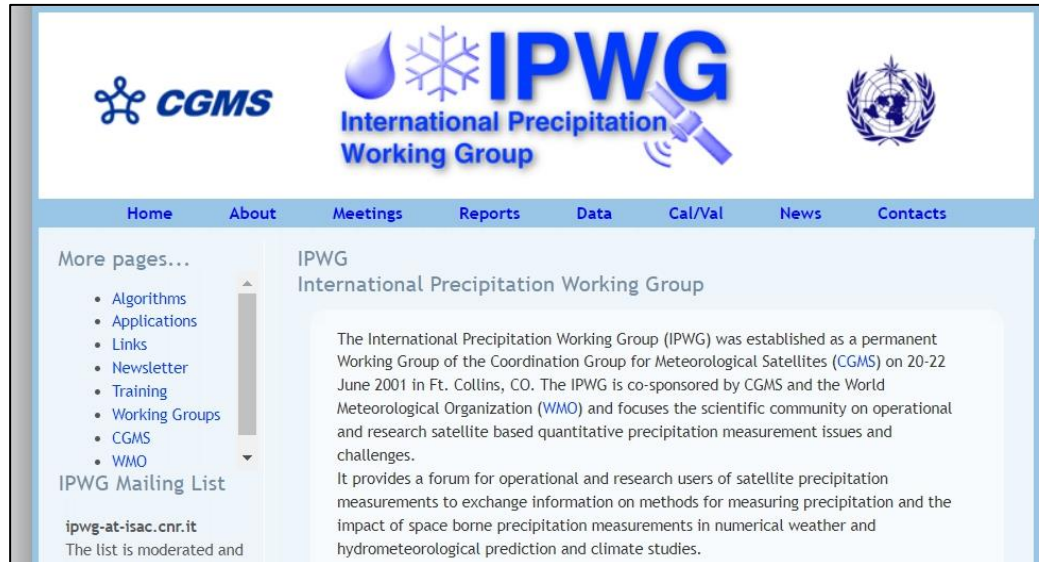 CGMS
IPWG
International Precipitation
Working Group
Home About Meetings Reports Data Cal/Val News Contacts
More pages...
Algorithms
Applications
Links
Newsletter
Training
Working Groups
CGMS
WMO
IPWG Mailing List
ipwg-at-isac.cnr.it
The list is moderated and
IPWG
International Precipitation Working Group
The International Precipitation Working Group (IPWG) was established as a permanent
Working Group of the Coordination Group for Meteorological Satellites (CGMS) on 20-22
June 2001 in Ft. Collins, CO. The IPWG is co-sponsored by CGMS and the World
Meteorological Organization (WMO) and focuses the scientific community on operational
and research satellite based quantitative precipitation measurement issues and
challenges.
It provides a forum for operational and research users of satellite precipitation
measurements to exchange information on methods for measuring precipitation and the
impact of space borne precipitation measurements in numerical weather and
hydrometeorological prediction and climate studies.